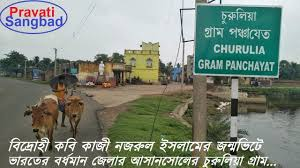 Pravati
Sangbad
চুরুলিয়া
গ্রাম পঞ্চায়েত
CHURULIA
GRAM PANCHAYAT
বিদ্রোহী কবি কাজী নজরুল ইসলামের জন্মভিটে
ভারতের বর্ধমান জেলার আসানসোলের চুরুলিয়া গ্রাম...